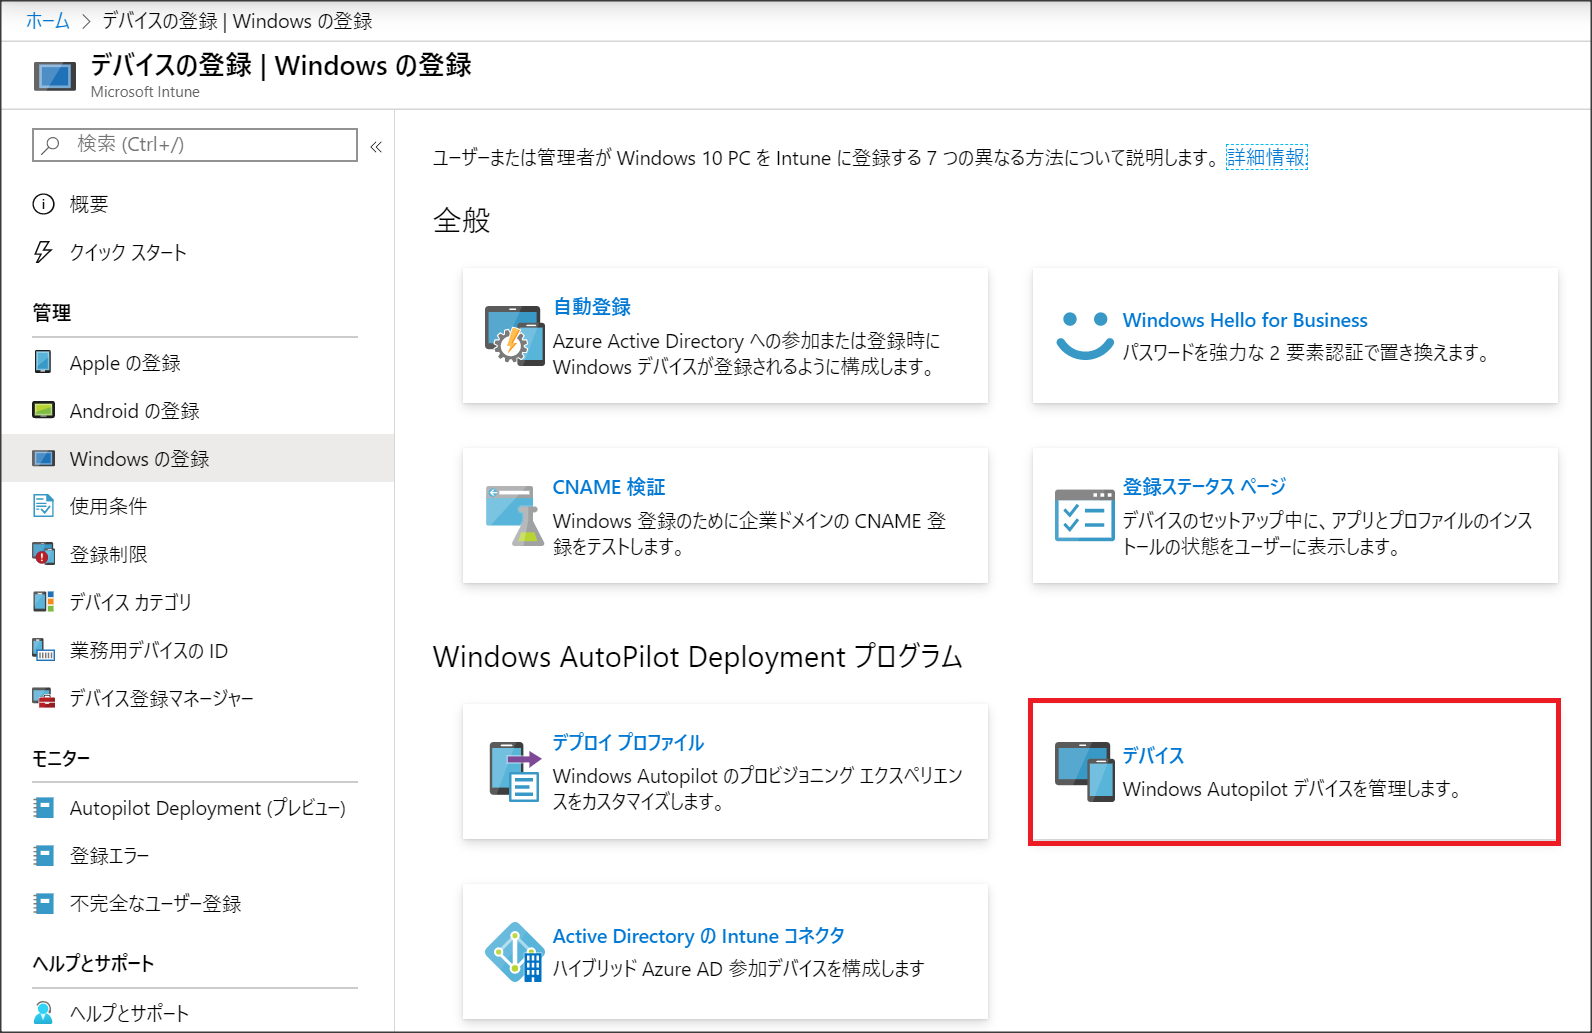 ホーム > デバイスの登録 | Windows の登録
デバイスの登録 | Windows の登録
Microsoft Intune
検索 (Ctrl+/)
«
概要
クイック スタート
管理
Apple の登録
Android の登録
Windows の登録
使用条件
登録制限
デバイス カテゴリ
業務用デバイスの ID
デバイス登録マネージャー
モニター
Autopilot Deployment (プレビュー)
登録エラー
不完全なユーザー登録
ヘルプとサポート
ヘルプとサポート
ユーザーまたは管理者が Windows 10 PC を Intune に登録する 7 つの異なる方法について説明します。 詳細情報
全般
自動登録
Azure Active Directory への参加または登録時に
Windows デバイスが登録されるように構成します。
Windows Hello for Business
パスワードを強力な 2 要素認証で置き換えます。
CNAME 検証
Windows 登録のために企業ドメインの CNAME 登
録をテストします。
登録ステータス ページ
デバイスのセットアップ中に、アプリとプロファイルのインス
トールの状態をユーザーに表示します。
Windows AutoPilot Deployment プログラム
デプロイ プロファイル
Windows Autopilot のプロビジョニング エクスペリエン
スをカスタマイズします。
デバイス
Windows Autopilot デバイスを管理します。
Active Directory の Intune コネクタ
ハイブリッド Azure AD 参加デバイスを構成します